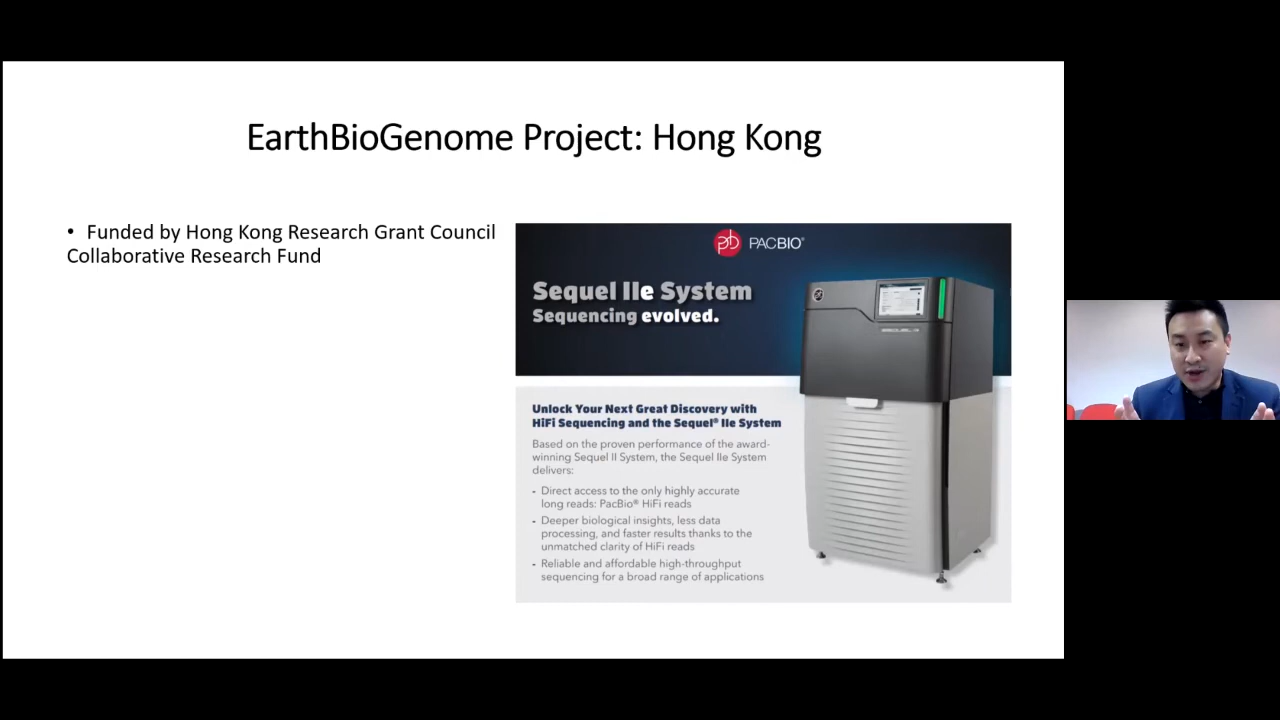 EarthBioGenome Project: Hong Kong
• Funded by Hong Kong Research Grant Council
Collaborative Research Fund
PACBIO®
Sequel IIe System
Sequencing evolved.
Unlock Your Next Great Discovery with
HiFi Sequencing and the Sequel® IIe System
Based on the proven performance of the award-
winning Sequel II System, the Sequel IIe System
delivers:
- Direct access to the only highly accurate
long reads: PacBio® HiFi reads
- Deeper biological insights, less data
processing, and faster results thanks to the
unmatched clarity of HiFi reads
- Reliable and affordable high-throughput
sequencing for a broad range of applications